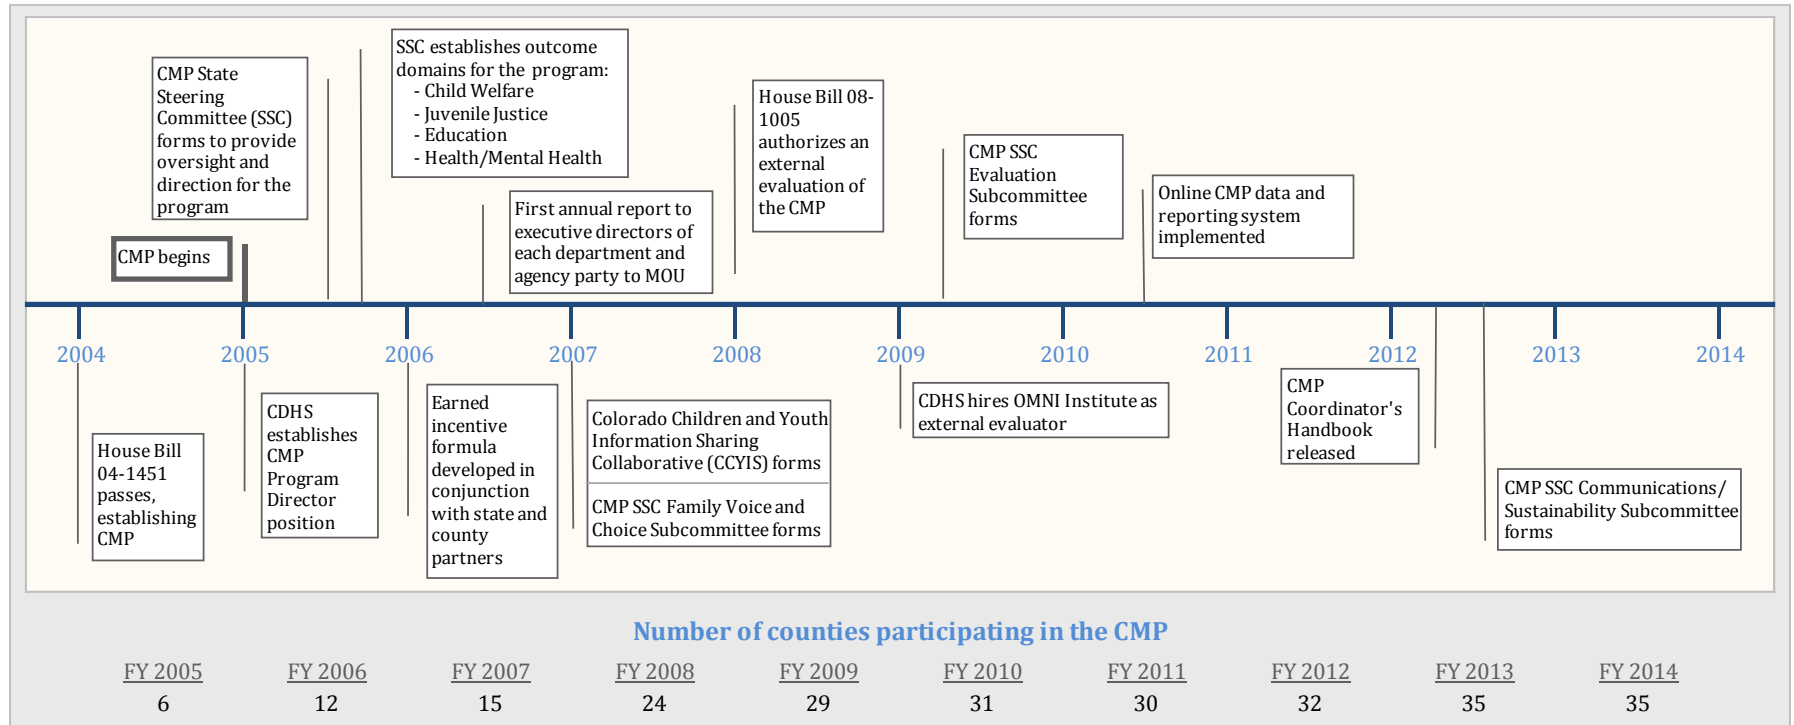 SSC establishes outcome
domains for the program:
- Child Welfare
- Juvenile Justice
- Education
- Health/Mental Health
CMP State
Steering
Committee (SSC)
forms to provide
oversight and
direction for the
program
House Bill 08-
1005
authorizes an
external
evaluation of
the CMP
CMP SSC
Evaluation
Subcommittee
forms
Online CMP data and
reporting system
implemented
First annual report to
executive directors of
each department and
agency party to MOU
CMP begins
2004 2005 2006 2007 2008 2009 2010 2011 2012 2013 2014
House Bill
04-1451
passes,
establishing
CMP
CDHS
establishes
CMP
Program
Director
position
Earned
incentive
formula
developed in
conjunction
with state and
county
partners
Colorado Children and Youth
Information Sharing
Collaborative (CCYIS) forms
CMP SSC Family Voice and
Choice Subcommittee forms
CDHS hires OMNI Institute as
external evaluator
CMP
Coordinator's
Handbook
released
CMP SSC Communications/
Sustainability Subcommittee
forms
Number of counties participating in the CMP
FY 2005 FY 2006 FY 2007 FY 2008 FY 2009 FY 2010 FY 2011 FY 2012 FY 2013 FY 2014
6 12 15 24 29 31 30 32 35 35